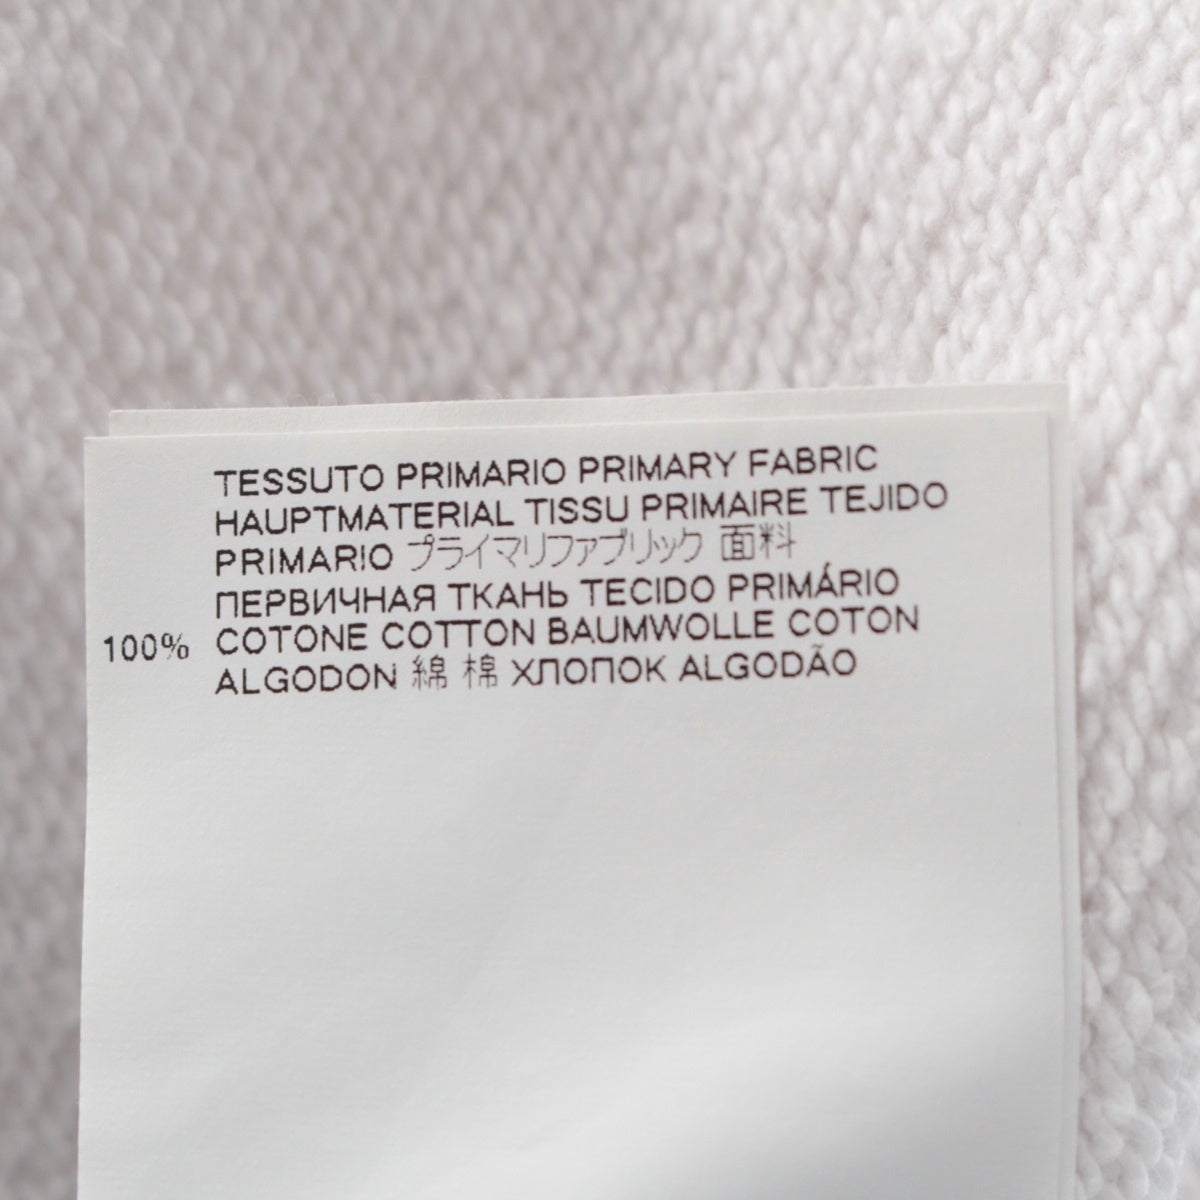 TESSUTO PRIMARIO PRIMARY FABRIC
HAUPTMATERIAL TISSU PRIMAIRE TEJIDO
PRIMARIO プライマリファブリック 面料
ПЕРВИЧНАЯ ТКАНЬ TECIDO PRIMÁRIO
100% COTONE COTTON BAUMWOLLE COTON
ALGODON 綿 棉 ХЛОПОК ALGODÃO